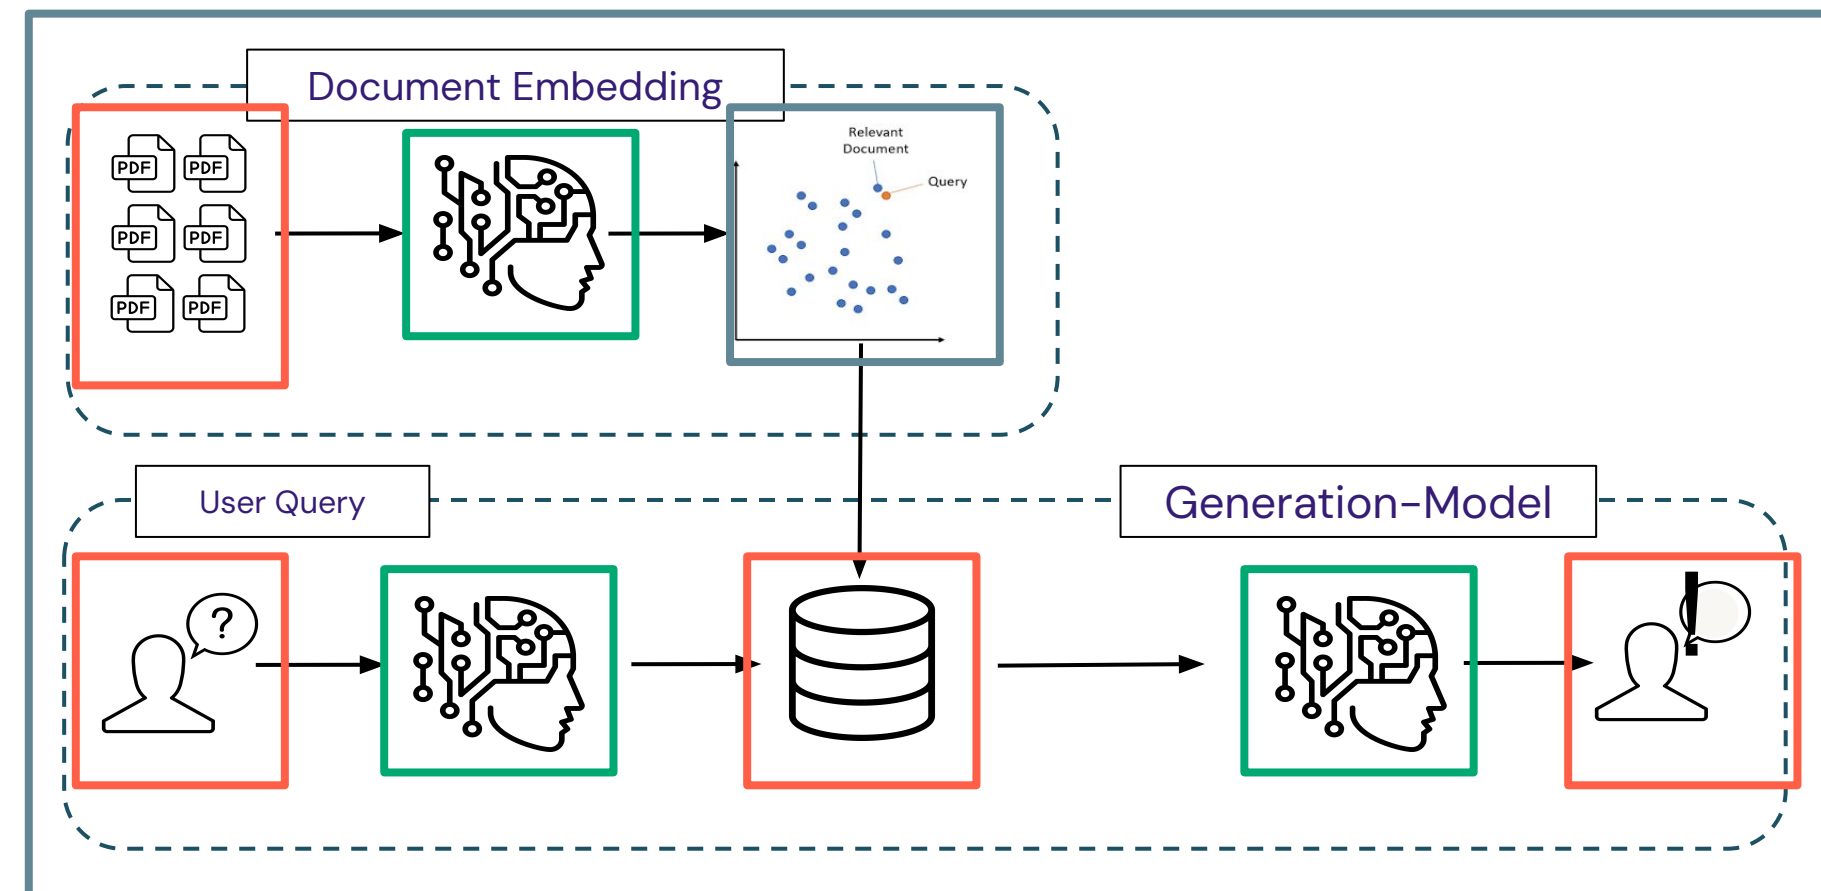 Document Embedding
PDF
PDF
PDF
PDF
PDF
PDF
Relevant
Document
Query
User Query
Generation-Model
?
!